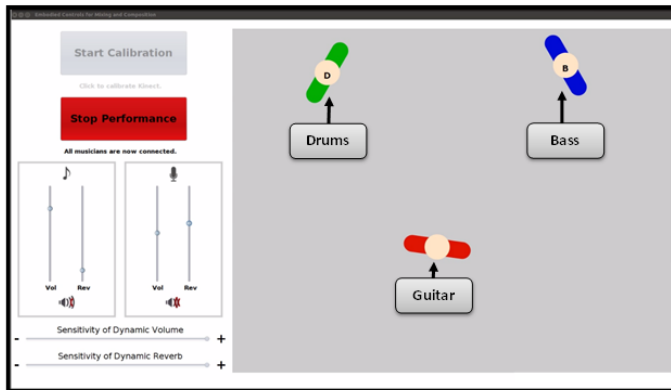 Embodied Controls for Mixing and Composition
Start Calibration
Click to calibrate Kinect.
Stop Performance
All musicians are now connected.
Vol Rev
Vol Rev
Sensitivity of Dynamic Volume
- +
Sensitivity of Dynamic Reverb
- +
D
B
Drums
Bass
Guitar